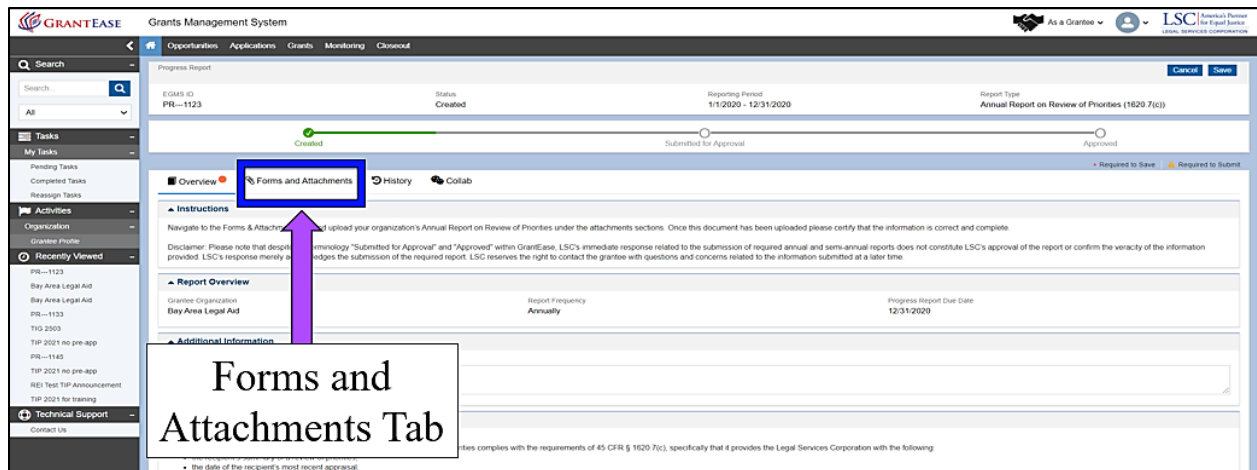 GRANTEASE Grants Management System As a Grantee LSC America's Partner for Equal Justice
LEGAL SERVICES CORPORATION
Opportunities Applications Grants Monitoring Closeout
Search
Search...
All
Tasks
My Tasks
Pending Tasks
Completed Tasks
Reassign Tasks
Activities
Organization
Grantee Profile
Recently Viewed
PR---1123
Bay Area Legal Aid
Bay Area Legal Aid
PR---1133
TIG 2503
TIP 2021 no pre-app
PR---1145
TIP 2021 no pre-app
REI Test TIP Announcement
TIP 2021 for training
Technical Support
Contact Us
Progress Report Cancel Save
EGMS ID Status Reporting Period Report Type
PR---1123 Created 1/1/2020 - 12/31/2020 Annual Report on Review of Priorities (1620.7(c))
Created Submitted for Approval Approved
Required to Save Required to Submit
Overview Forms and Attachments History Collab
Instructions
Navigate to the Forms & Attachm d upload your organization's Annual Report on Review of Priorities under the attachments sections. Once this document has been uploaded please certify that the information is correct and complete.
Disclaimer: Please note that despit rminology "Submitted for Approval" and "Approved" within GrantEase, LSC's immediate response related to the submission of required annual and semi-annual reports does not constitute LSC's approval of the report or confirm the veracity of the information
provided. LSC's response merely a edges the submission of the required report. LSC reserves the right to contact the grantee with questions and concerns related to the information submitted at a later time.
Report Overview
Grantee Organization Report Frequency Progress Report Due Date
Bay Area Legal Aid Annually 12/31/2020
Additional Information
Forms and
Attachments Tab
rities complies with the requirements of 45 CFR § 1620.7(c), specifically that it provides the Legal Services Corporation with the following:
the date of the recipient's most recent appraisal;